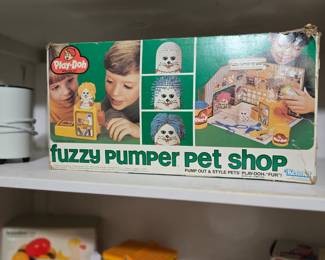 Play-Doh
fuzzy pumper pet shop
PUMP OUT & STYLE PETS' PLAY-DOH "FUR"!
Kenner